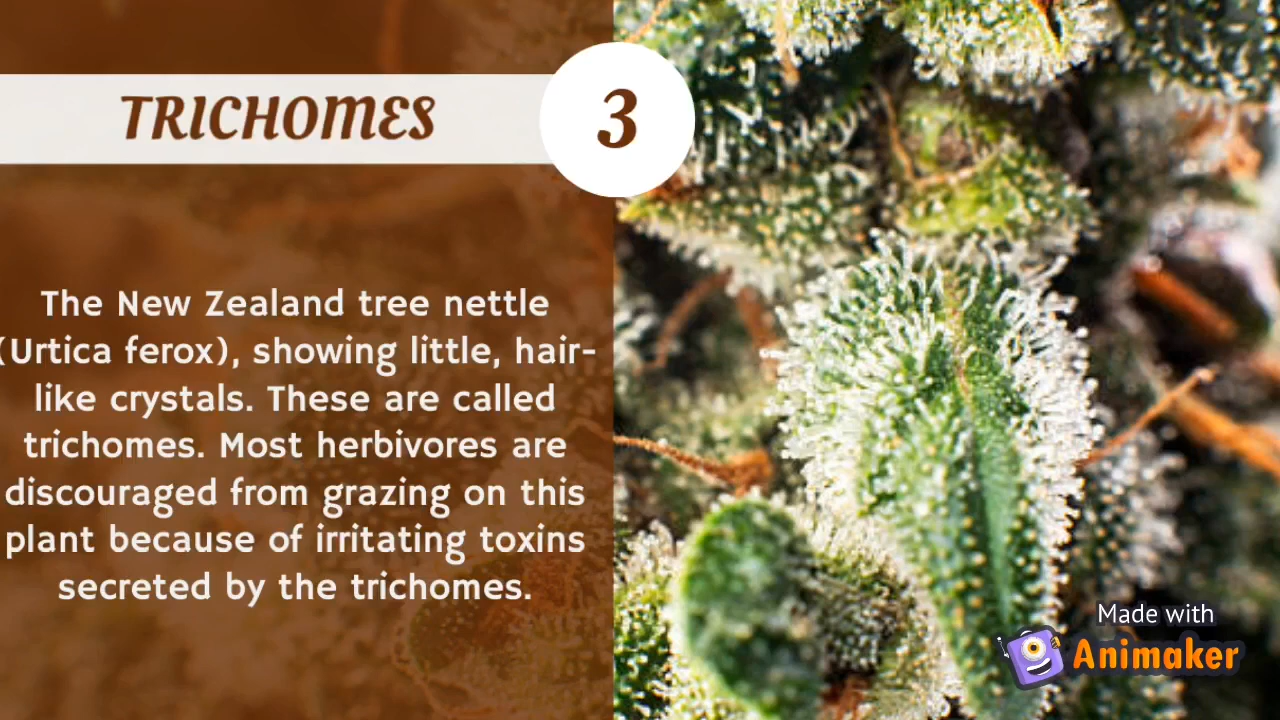 TRICHOMES
3
The New Zealand tree nettle
(Urtica ferox), showing little, hair-
like crystals. These are called
trichomes. Most herbivores are
discouraged from grazing on this
plant because of irritating toxins
secreted by the trichomes.
Made with
Animaker